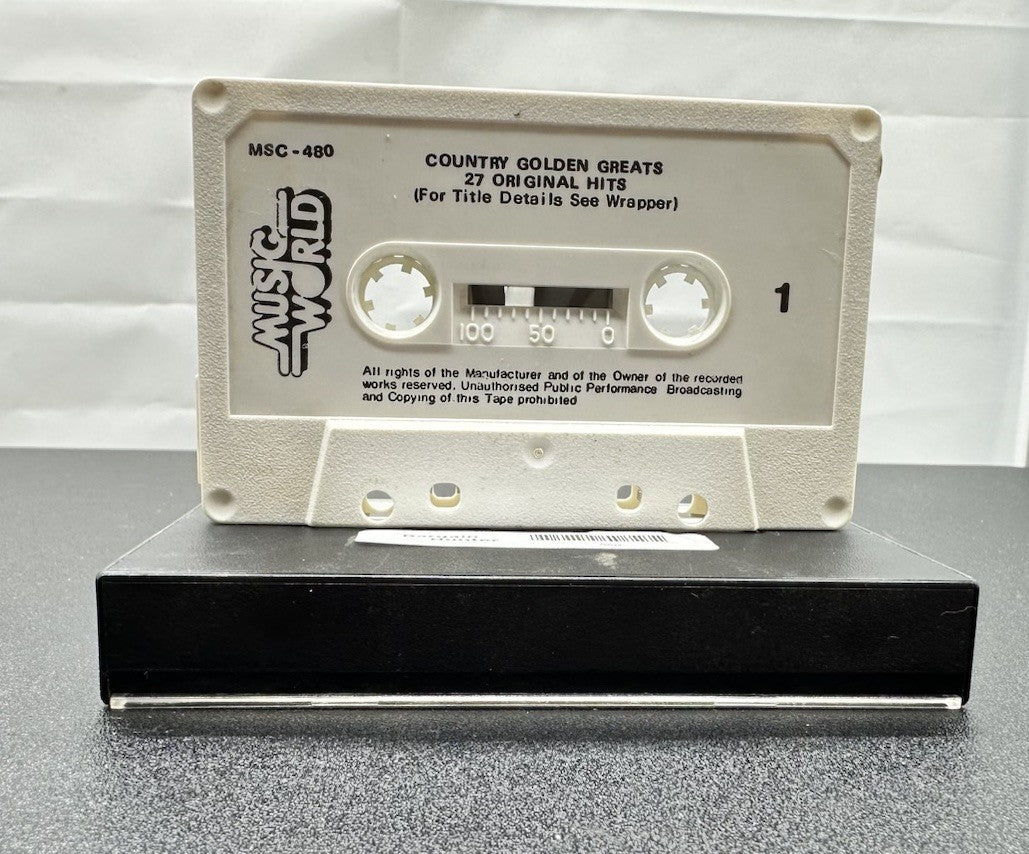 MSC - 480
COUNTRY GOLDEN GREATS
27 ORIGINAL HITS
(For Title Details See Wrapper)
MUSIC
WORLD
1
100 50 0
All rights of the Manufacturer and of the Owner of the recorded
works reserved. Unauthorised Public Performance Broadcasting
and Copying of this Tape prohibited
Bargain
Hunter